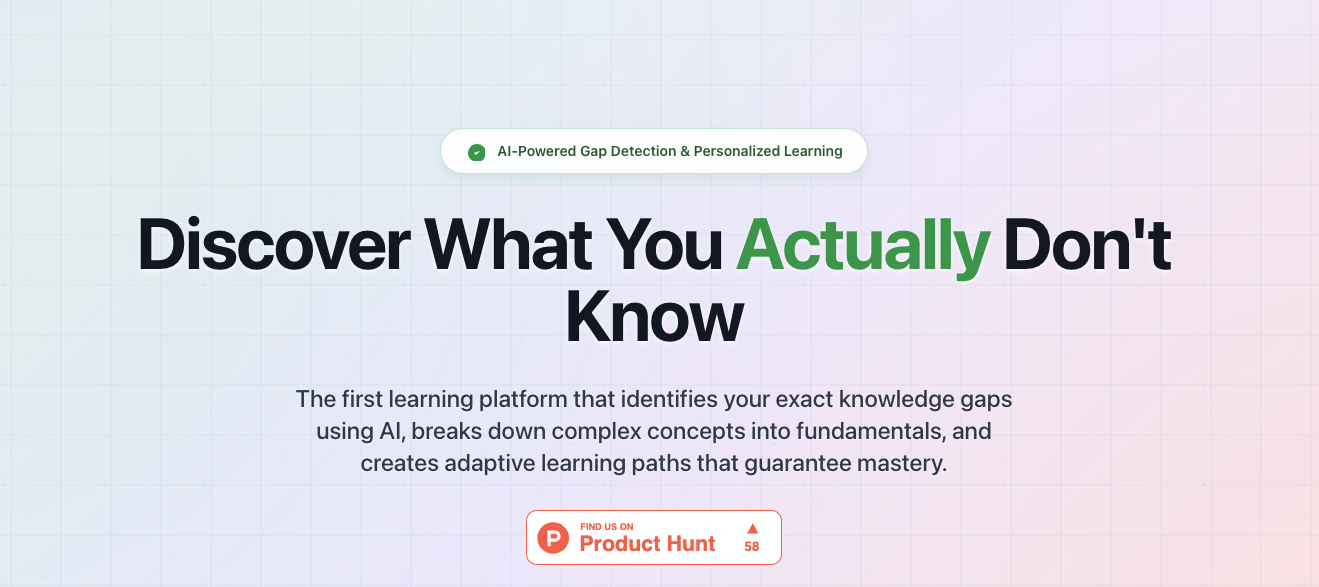 AI-Powered Gap Detection & Personalized Learning
Discover What You Actually Don't
Know
The first learning platform that identifies your exact knowledge gaps
using AI, breaks down complex concepts into fundamentals, and
creates adaptive learning paths that guarantee mastery.
P
FIND US ON
Product Hunt
▲
58